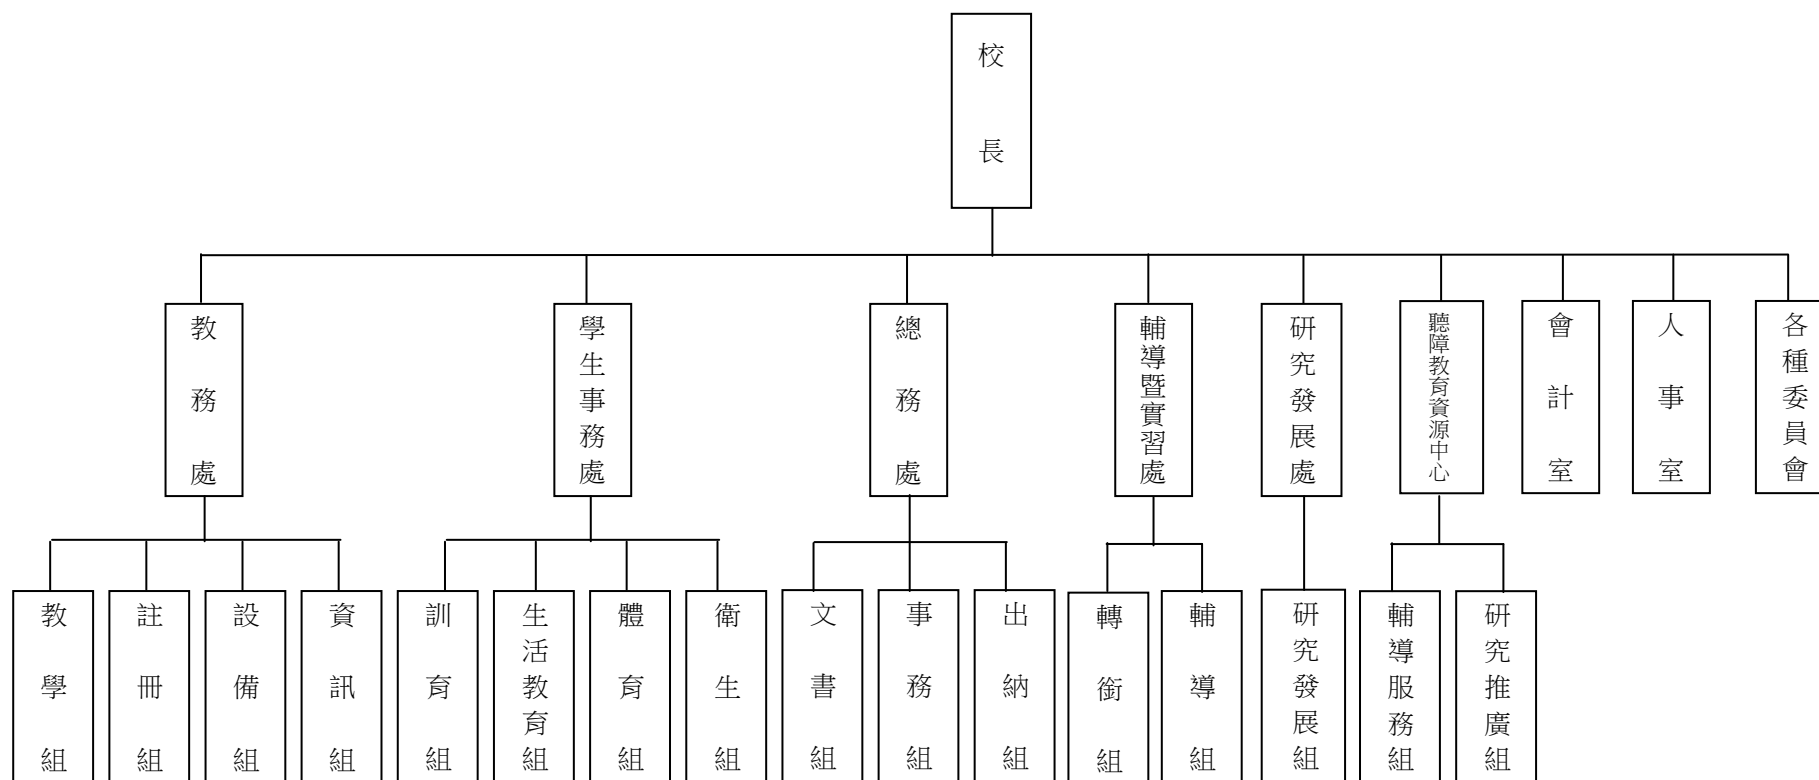 校長
教務處
學生事務處
總務處
輔導暨實習處
研究發展處
聽障教育資源中心
會計室
人事室
各種委員會
教學組
註冊組
設備組
資訊組
訓育組
生活教育組
體育組
衛生組
文書組
事務組
出納組
轉銜組
輔導組
研究發展組
輔導服務組
研究推廣組